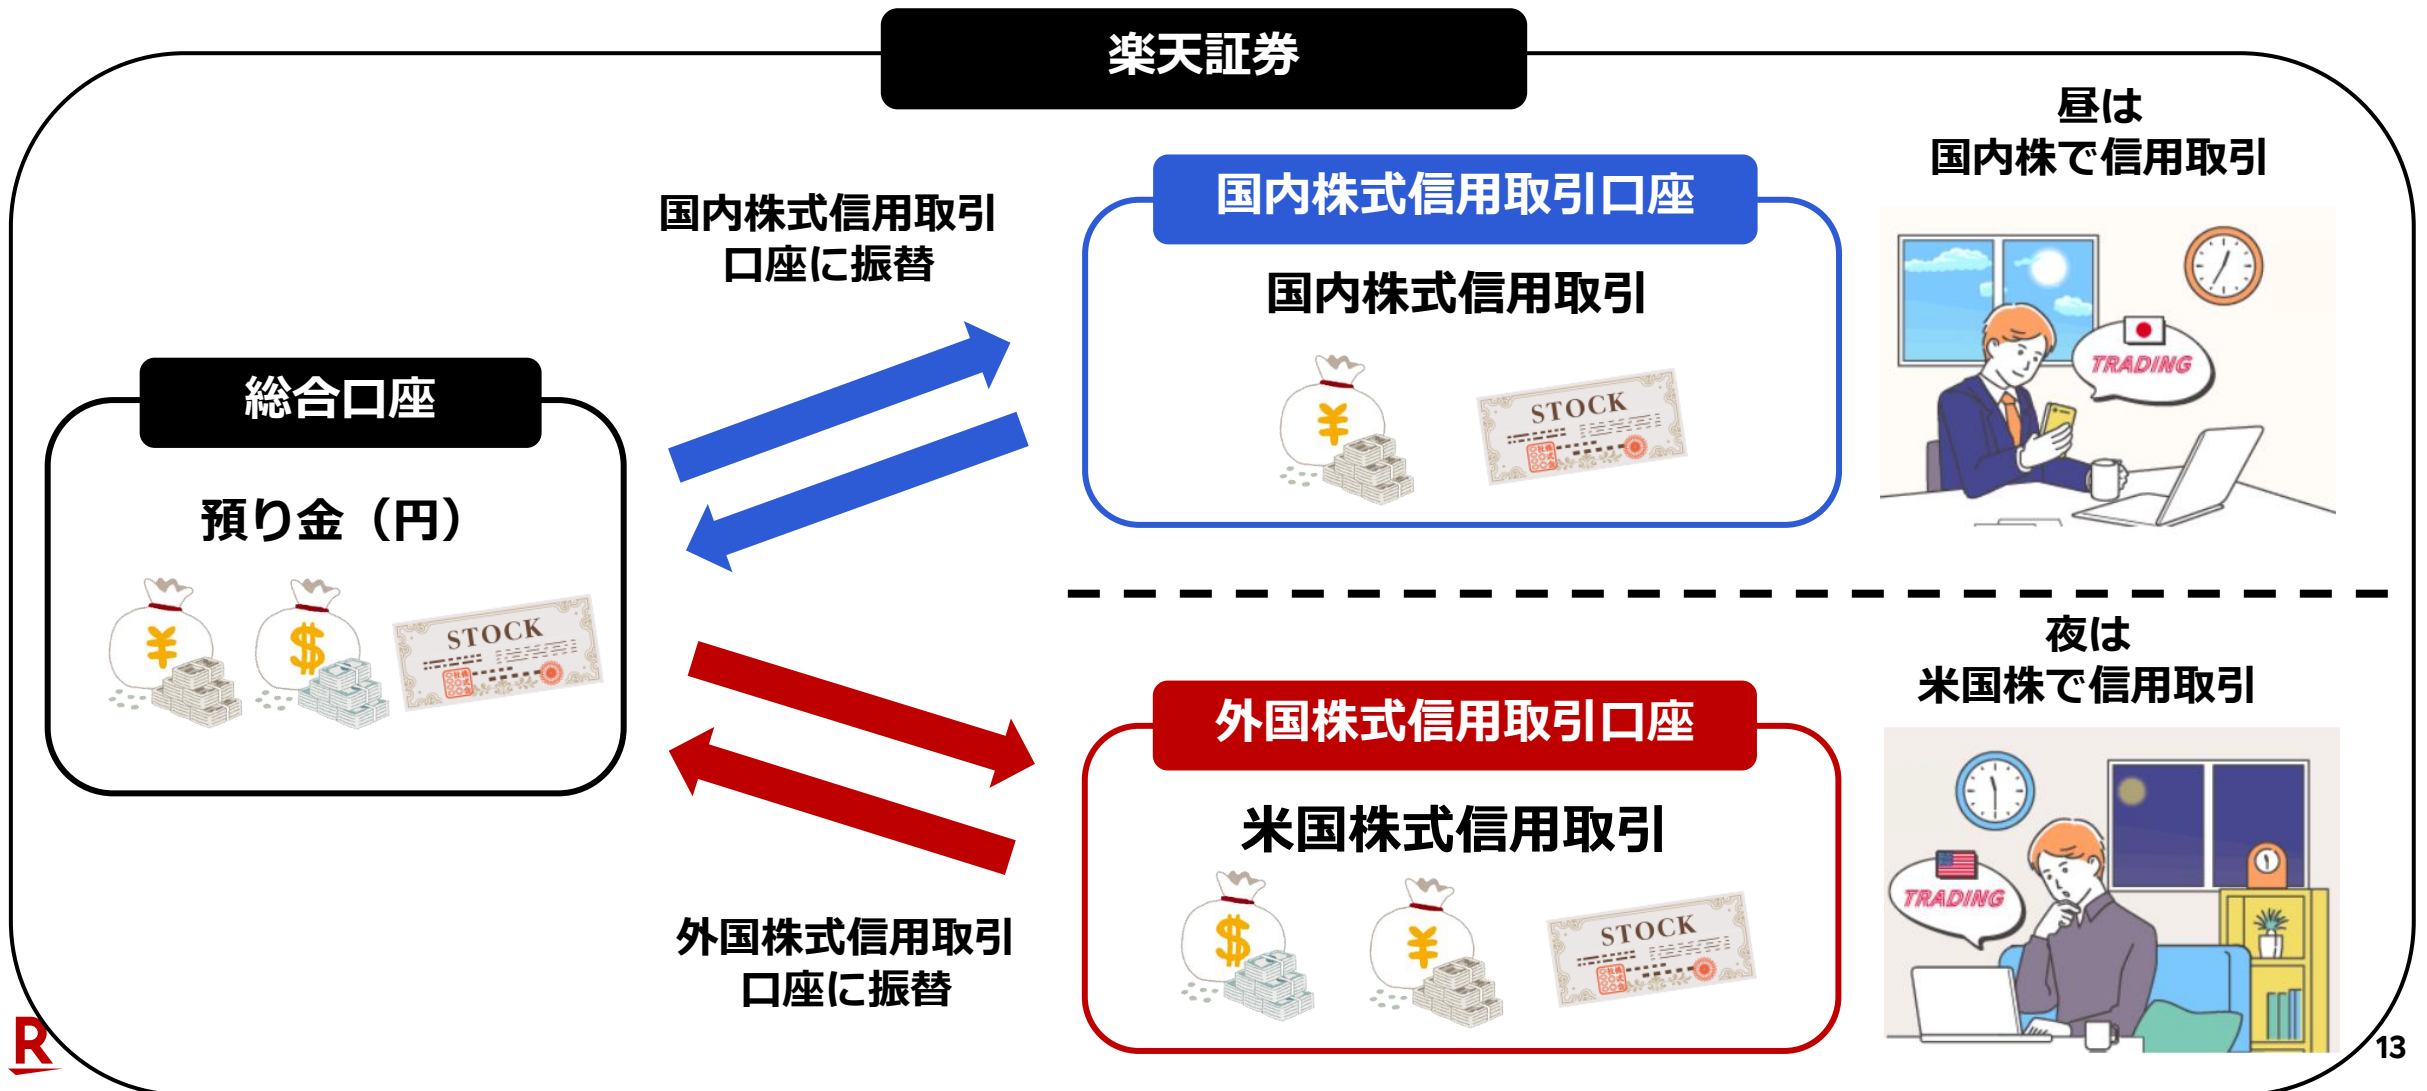 楽天証券
昼は
国内株で信用取引
国内株式信用取引
口座に振替
国内株式信用取引口座
国内株式信用取引
STOCK
TRADING
総合口座
預り金（円）
STOCK
夜は
米国株で信用取引
外国株式信用取引口座
米国株式信用取引
STOCK
TRADING
外国株式信用取引
口座に振替
R
13